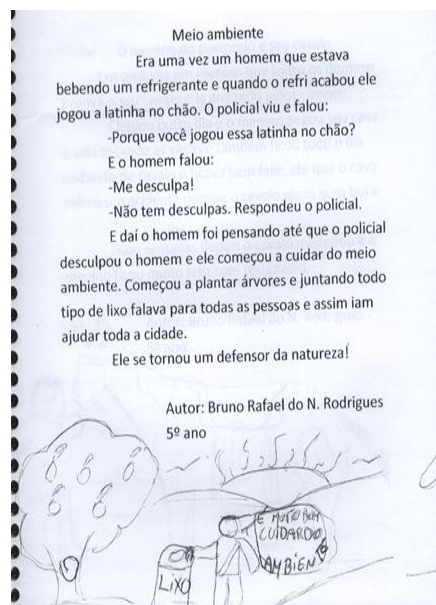 Meio ambiente
Era uma vez um homem que estava
bebendo um refrigerante e quando o refri acabou ele
jogou a latinha no chão. O policial viu e falou:
-Porque você jogou essa latinha no chão?
E o homem falou:
-Me desculpa!
-Não tem desculpas. Respondeu o policial.
E daí o homem foi pensando até que o policial
desculpou o homem e ele começou a cuidar do meio
ambiente. Começou a plantar árvores e juntando todo
tipo de lixo falava para todas as pessoas e assim iam
ajudar toda a cidade.
Ele se tornou um defensor da natureza!
Autor: Bruno Rafael do N. Rodrigues
5º ano
E MUITO BOM
CUIDAR DO
AMBIEN
LIXO